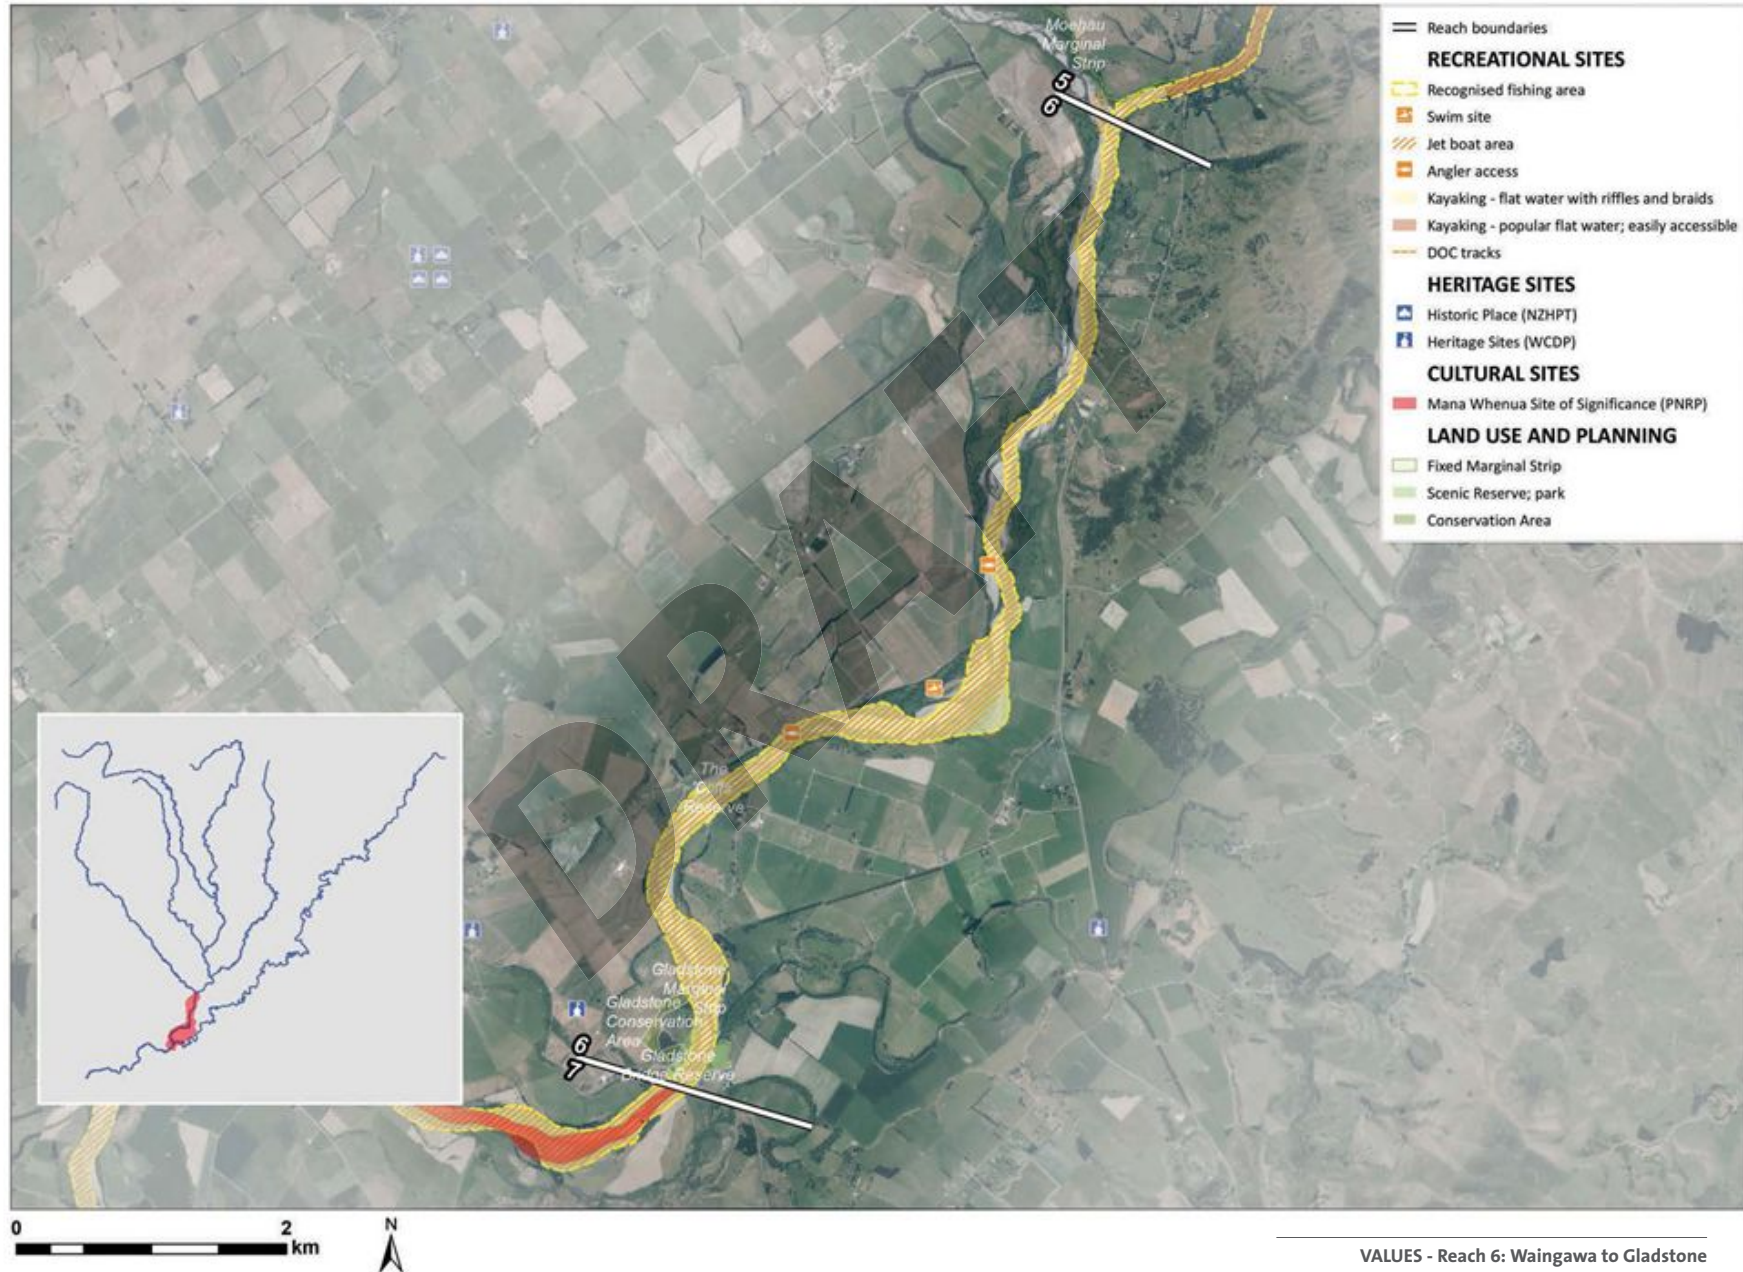 Moehau
Marginal
Strip
5
6
Reach boundaries
RECREATIONAL SITES
Recognised fishing area
Swim site
Jet boat area
Angler access
Kayaking - flat water with riffles and braids
Kayaking - popular flat water; easily accessible
DOC tracks
HERITAGE SITES
Historic Place (NZHPT)
Heritage Sites (WCDP)
CULTURAL SITES
Mana Whenua Site of Significance (PNRP)
LAND USE AND PLANNING
Fixed Marginal Strip
Scenic Reserve; park
Conservation Area
DRAFT
The
Cliffs
Reserve
Gladstone
Marginal
Strip
Gladstone
Conservation
Area
Gladstone
Bridge Reserve
6
7
0 2
km
N
VALUES - Reach 6: Waingawa to Gladstone